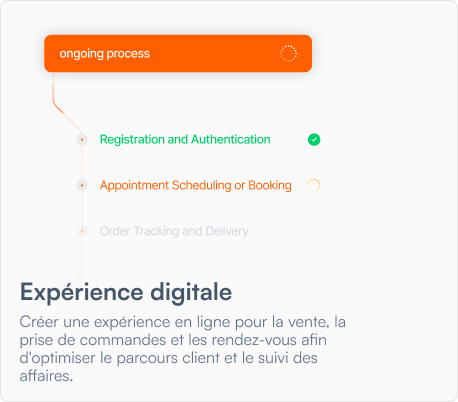 ongoing process
Registration and Authentication
Appointment Scheduling or Booking
Order Tracking and Delivery
Expérience digitale
Créer une expérience en ligne pour la vente, la
prise de commandes et les rendez-vous afin
d'optimiser le parcours client et le suivi des
affaires.